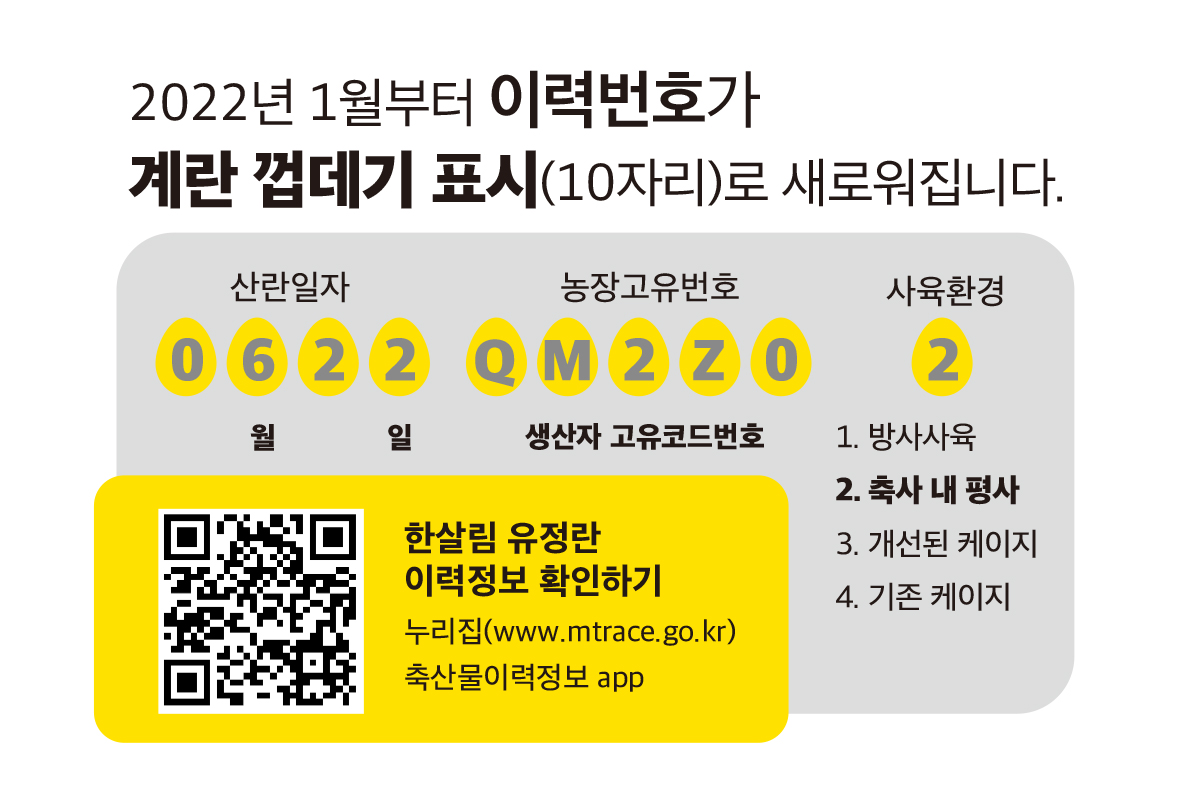 2022년 1월부터 이력번호가
계란 껍데기 표시(10자리)로 새로워집니다.
산란일자 농장고유번호 사육환경
0 6 2 2 Q M 2 Z 0 2
월 일 생산자 고유코드번호
1. 방사사육
2. 축사 내 평사
3. 개선된 케이지
4. 기존 케이지
한살림 유정란
이력정보 확인하기
누리집(www.mtrace.go.kr)
축산물이력정보 app